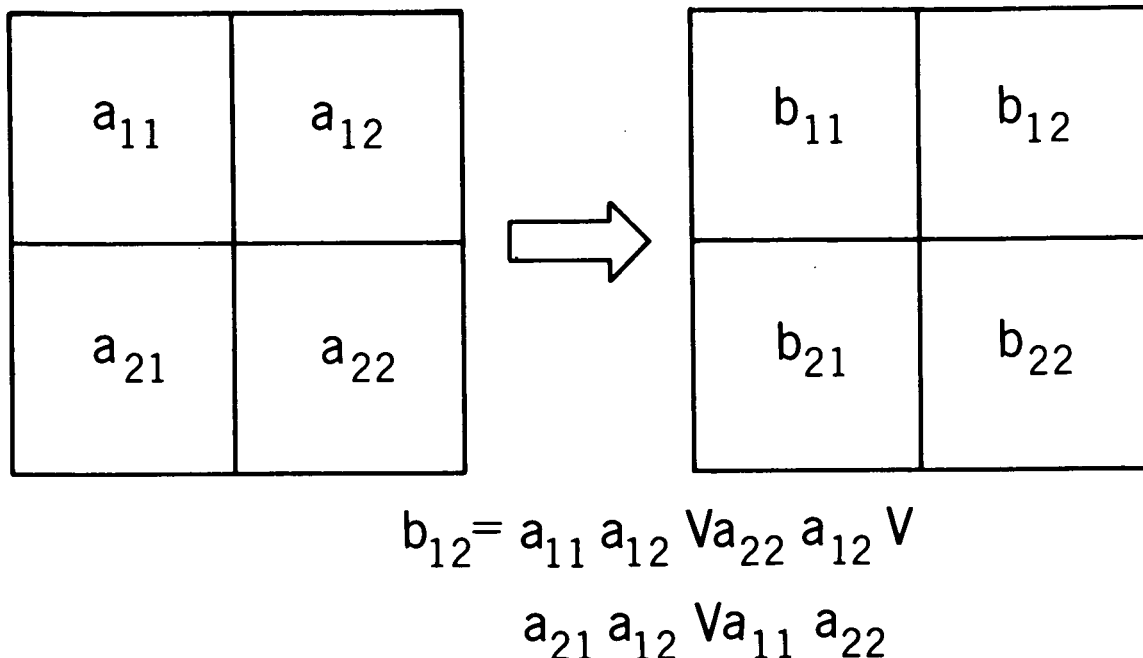 a₁₁ a₁₂ b₁₁ b₁₂
a₂₁ a₂₂ b₂₁ b₂₂
b₁₂= a₁₁ a₁₂ Va₂₂ a₁₂ V
a₂₁ a₁₂ Va₁₁ a₂₂